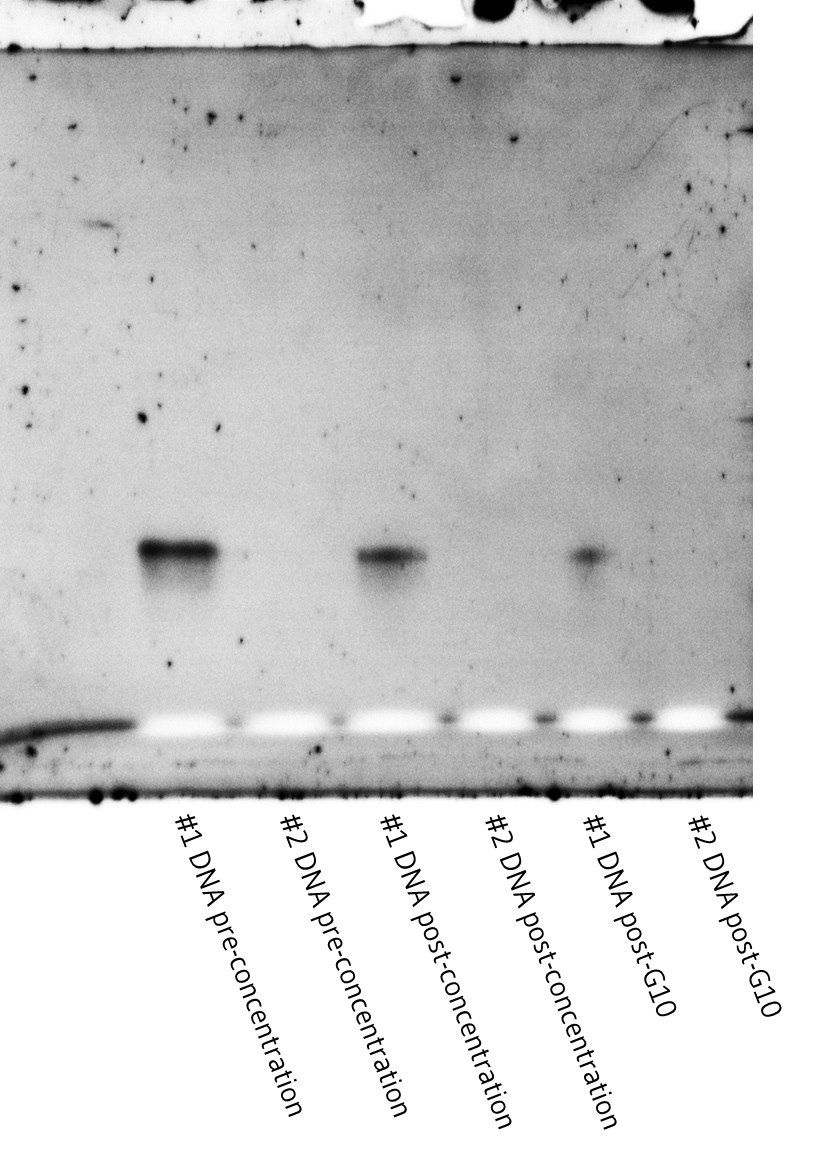 #1 DNA pre-concentration
#2 DNA pre-concentration
#1 DNA post-concentration
#2 DNA post-concentration
#1 DNA post-G10
#2 DNA post-G10